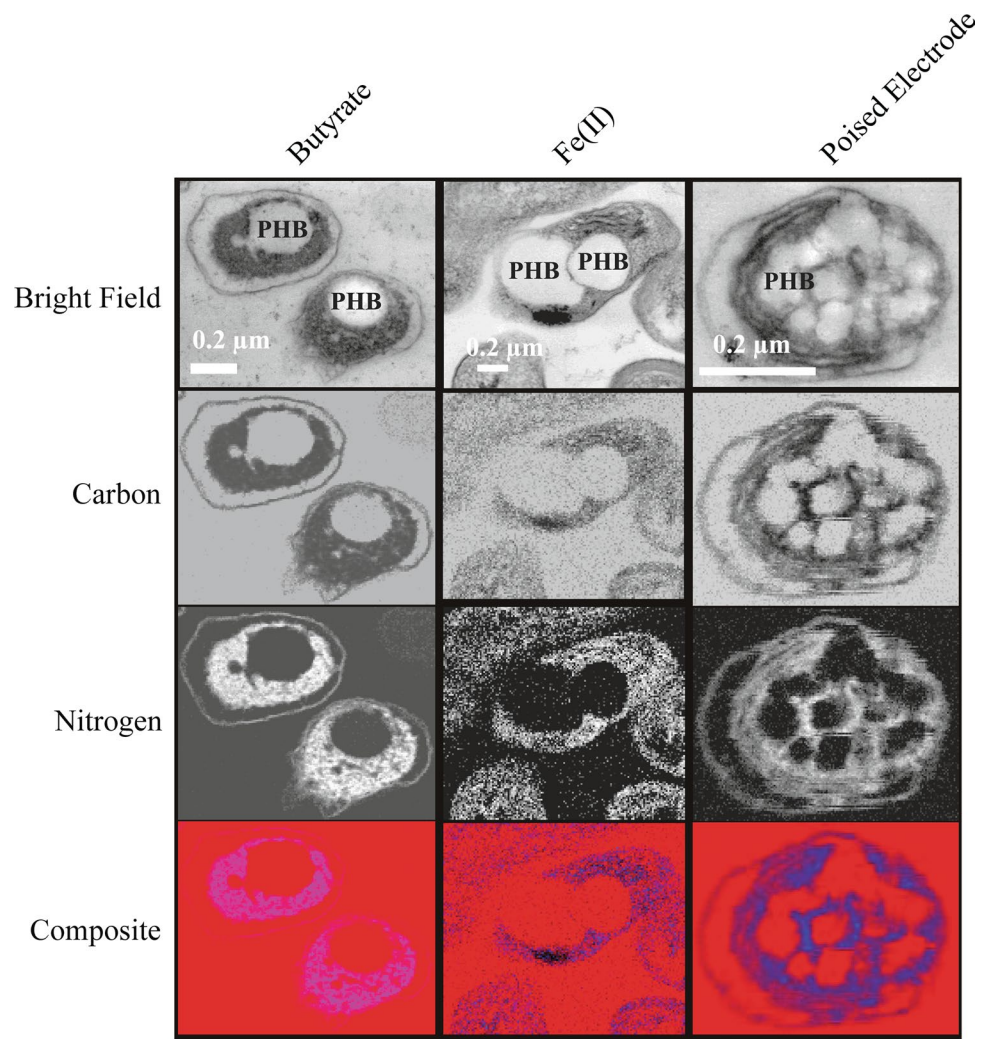 Butyrate
Fe(II)
Poised Electrode
Bright Field
PHB
PHB
0.2 µm
PHB
PHB
0.2 µm
PHB
0.2 µm
Carbon
Nitrogen
Composite